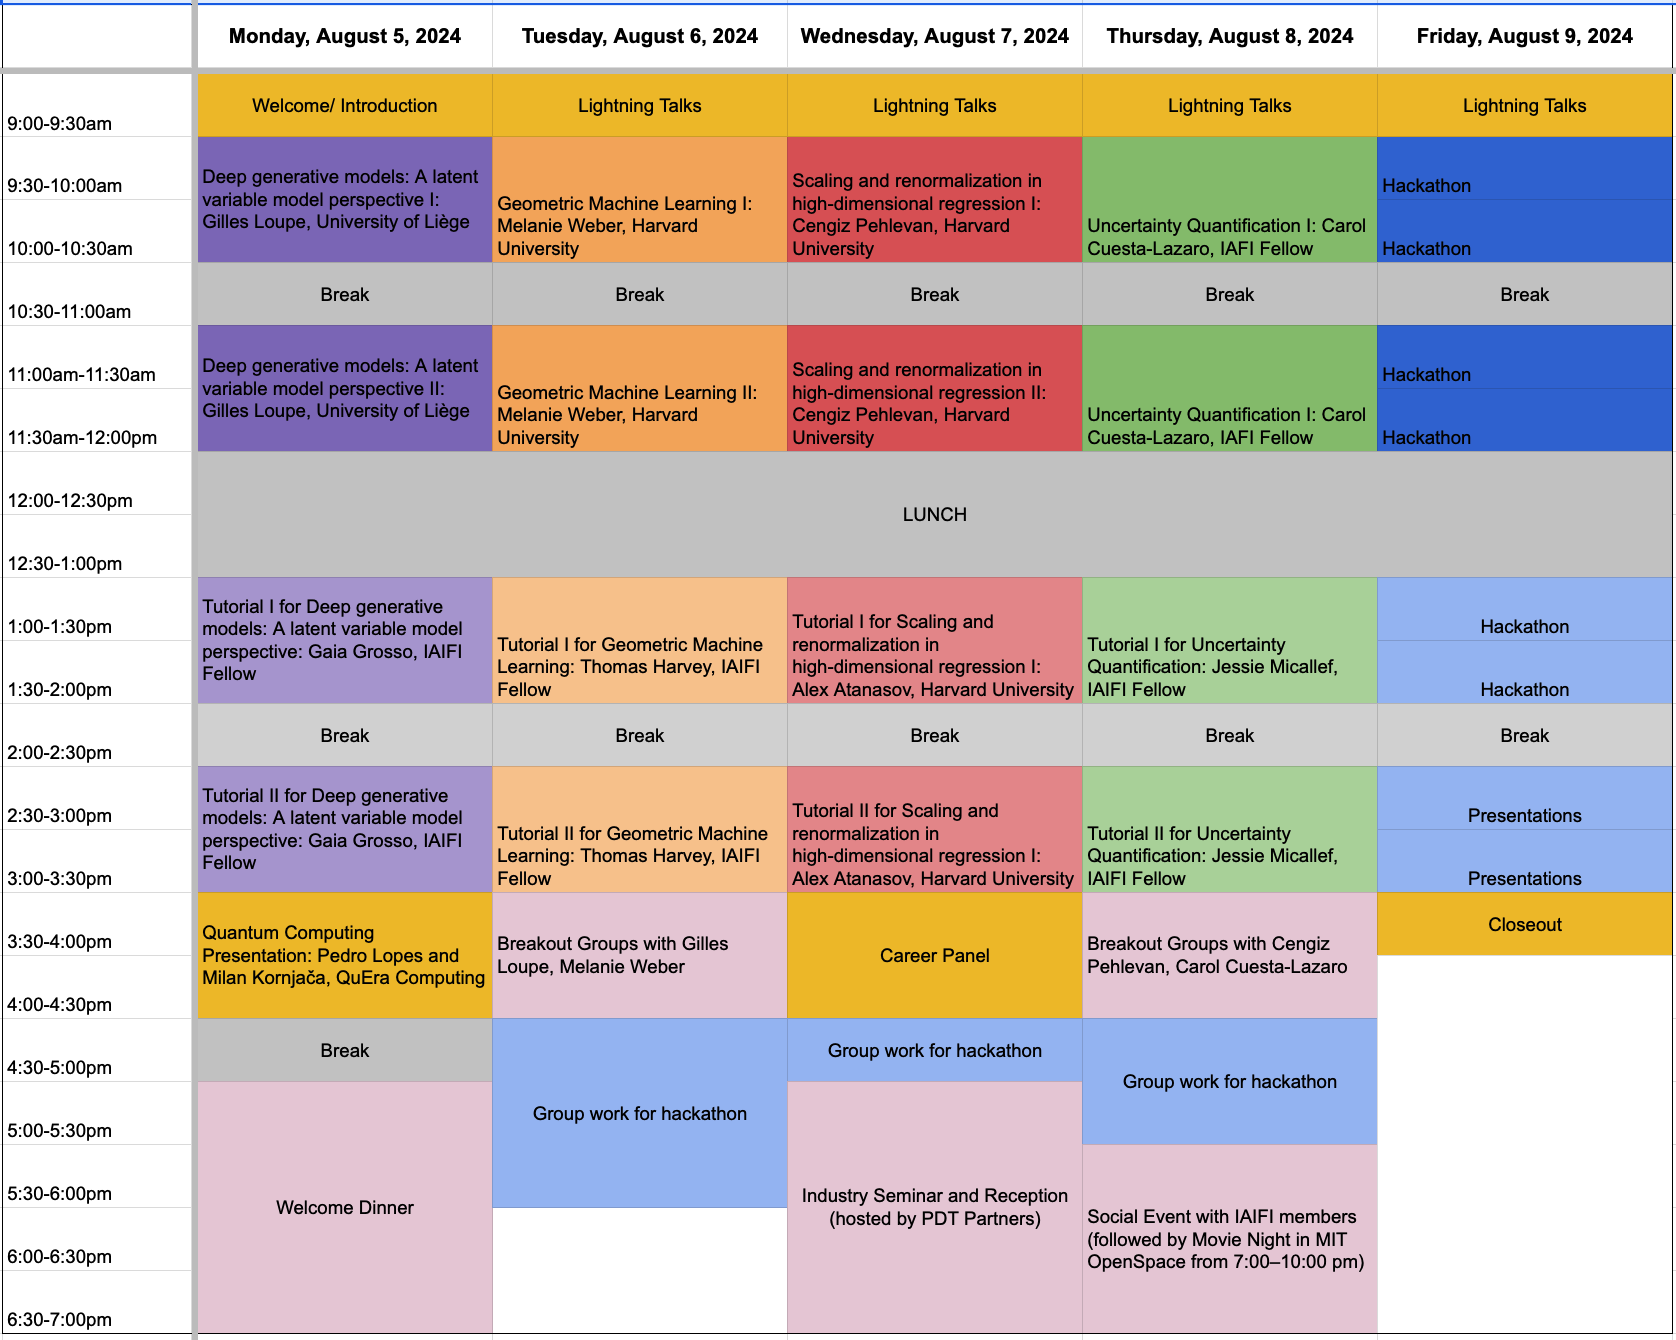 Monday, August 5, 2024
Tuesday, August 6, 2024
Wednesday, August 7, 2024
Thursday, August 8, 2024
Friday, August 9, 2024
9:00-9:30am
Welcome/ Introduction
Lightning Talks
Lightning Talks
Lightning Talks
Lightning Talks
9:30-10:00am
10:00-10:30am
Deep generative models: A latent
variable model perspective I:
Gilles Loupe, University of Liège
Geometric Machine Learning I:
Melanie Weber, Harvard
University
Scaling and renormalization in
high-dimensional regression I:
Cengiz Pehlevan, Harvard
University
Uncertainty Quantification I: Carol
Cuesta-Lazaro, IAFI Fellow
Hackathon
Hackathon
10:30-11:00am
Break
Break
Break
Break
Break
11:00am-11:30am
11:30am-12:00pm
Deep generative models: A latent
variable model perspective II:
Gilles Loupe, University of Liège
Geometric Machine Learning II:
Melanie Weber, Harvard
University
Scaling and renormalization in
high-dimensional regression II:
Cengiz Pehlevan, Harvard
University
Uncertainty Quantification I: Carol
Cuesta-Lazaro, IAFI Fellow
Hackathon
Hackathon
12:00-12:30pm
12:30-1:00pm
LUNCH
1:00-1:30pm
1:30-2:00pm
Tutorial I for Deep generative
models: A latent variable model
perspective: Gaia Grosso, IAIFI
Fellow
Tutorial I for Geometric Machine
Learning: Thomas Harvey, IAIFI
Fellow
Tutorial I for Scaling and
renormalization in
high-dimensional regression I:
Alex Atanasov, Harvard University
Tutorial I for Uncertainty
Quantification: Jessie Micallef,
IAIFI Fellow
Hackathon
Hackathon
2:00-2:30pm
Break
Break
Break
Break
Break
2:30-3:00pm
3:00-3:30pm
Tutorial II for Deep generative
models: A latent variable model
perspective: Gaia Grosso, IAIFI
Fellow
Tutorial II for Geometric Machine
Learning: Thomas Harvey, IAIFI
Fellow
Tutorial II for Scaling and
renormalization in
high-dimensional regression I:
Alex Atanasov, Harvard University
Tutorial II for Uncertainty
Quantification: Jessie Micallef,
IAIFI Fellow
Presentations
Presentations
3:30-4:00pm
4:00-4:30pm
Quantum Computing
Presentation: Pedro Lopes and
Milan Kornjača, QuEra Computing
Breakout Groups with Gilles
Loupe, Melanie Weber
Career Panel
Breakout Groups with Cengiz
Pehlevan, Carol Cuesta-Lazaro
Closeout
4:30-5:00pm
Break
Group work for hackathon
Group work for hackathon
Group work for hackathon
5:00-5:30pm
5:30-6:00pm
6:00-6:30pm
6:30-7:00pm
Welcome Dinner
Industry Seminar and Reception
(hosted by PDT Partners)
Social Event with IAIFI members
(followed by Movie Night in MIT
OpenSpace from 7:00–10:00 pm)